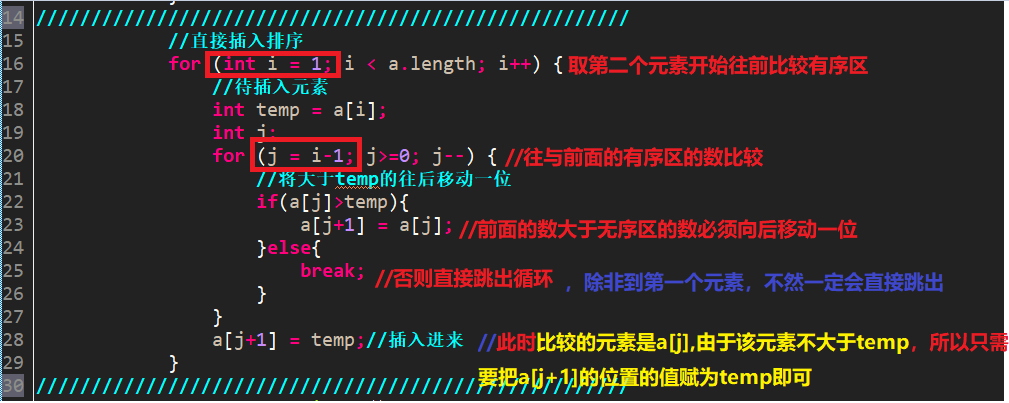 14 ////////////////////////////////////////////////////////
15 //直接插入排序
16 for (int i = 1; i < a.length; i++) { 取第二个元素开始往前比较有序区
17 //待插入元素
18 int temp = a[i];
19 int j;
20 for (j = i-1; j>=0; j--) { //往与前面的有序区的数比较
21 //将大于temp的往后移动一位
22 if(a[j]>temp){
23 a[j+1] = a[j]; //前面的数大于无序区的数必须向后移动一位
24 }else{
25 break; //否则直接跳出循环 ，除非到第一个元素，不然一定会直接跳出
26 }
27 }
28 a[j+1] = temp;//插入进来 //此时比较的元素是a[j],由于该元素不大于temp，所以只需
要把a[j+1]的位置的值赋为temp即可
29 }
30 ////////////////////////////////////////////////////////